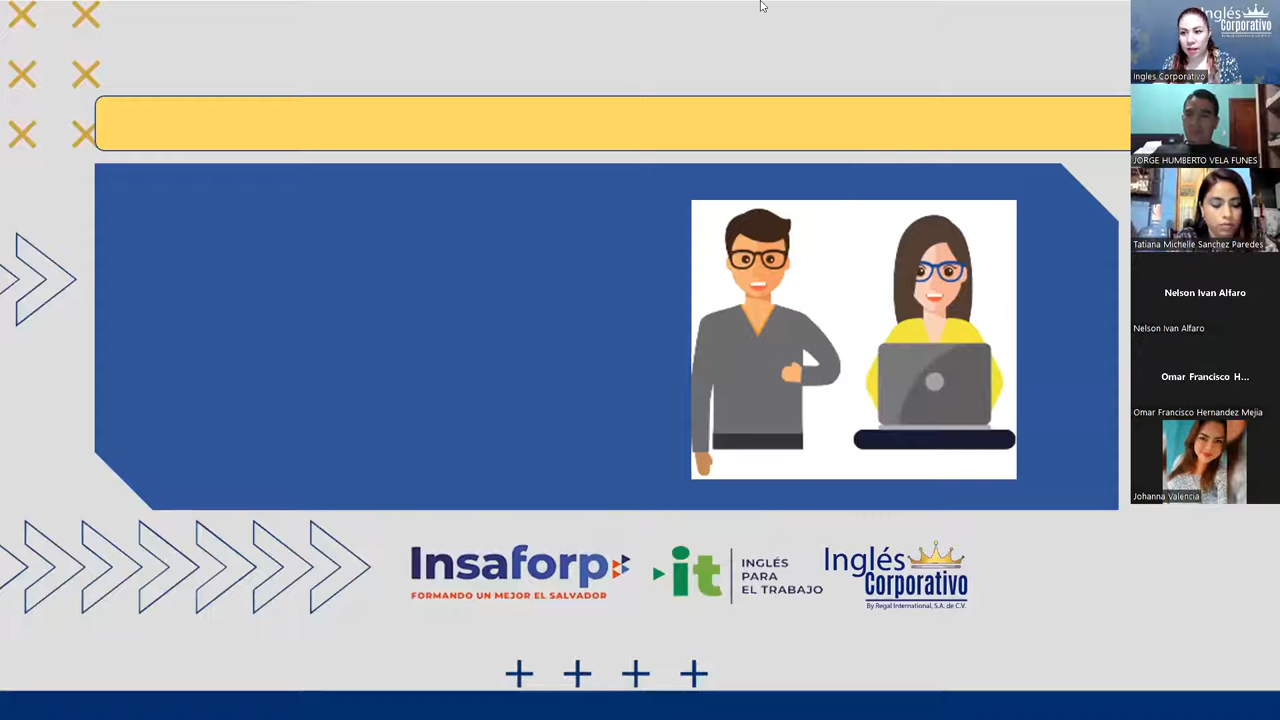 Insaforp
FORMANDO UN MEJOR EL SALVADOR
it
INGLÉS
PARA
EL TRABAJO
Inglés
Corporativo
By Regal International, S.A. de C.V.
Inglés
Corporativo
Ingles Corporativo
JORGE HUMBERTO VELA FUNES
Tatiana Michelle Sanchez Paredes
Nelson Ivan Alfaro
Nelson Ivan Alfaro
Omar Francisco H...
Omar Francisco Hernandez Mejia
Johanna Valencia